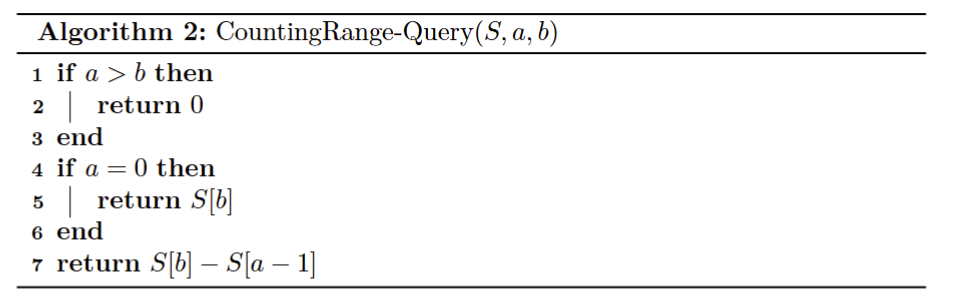 Algorithm 2: CountingRange-Query(S, a, b)
1 if a > b then
2 return 0
3 end
4 if a = 0 then
5 return S[b]
6 end
7 return S[b] − S[a − 1]